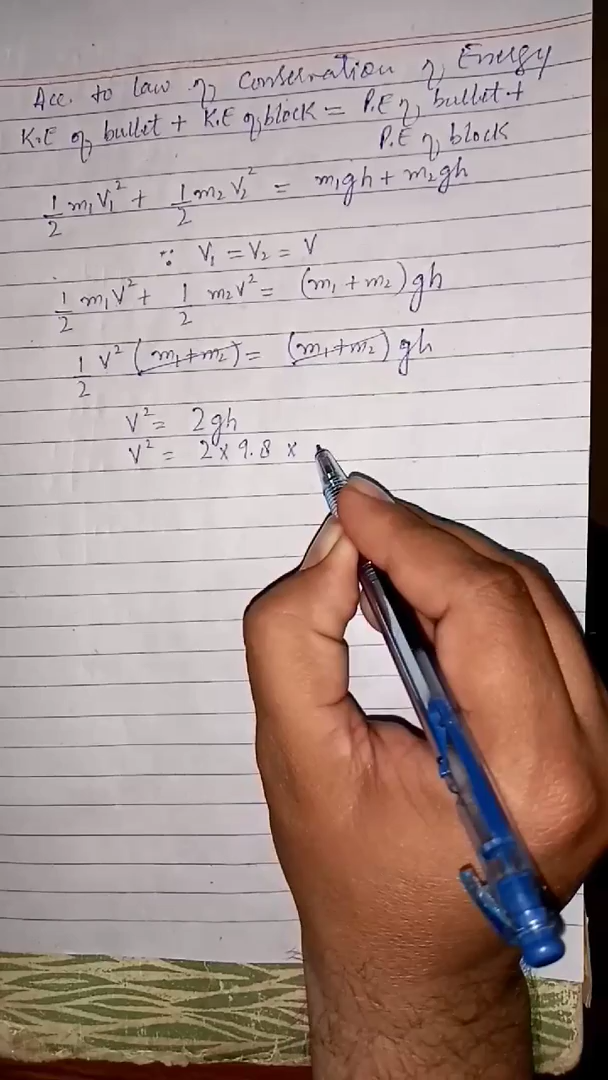 Acc. to law of conservation of Energy
K.E of bullet + K.E of block = P.E of bullet +
P.E of block
1/2 m₁V₁² + 1/2 m₂V₂² = m₁gh + m₂gh
∵ V₁ = V₂ = V
1/2 m₁V² + 1/2 m₂V² = (m₁ + m₂) gh
1/2 V² (m₁+m₂) = (m₁+m₂) gh
V² = 2gh
V² = 2 × 9.8 ×